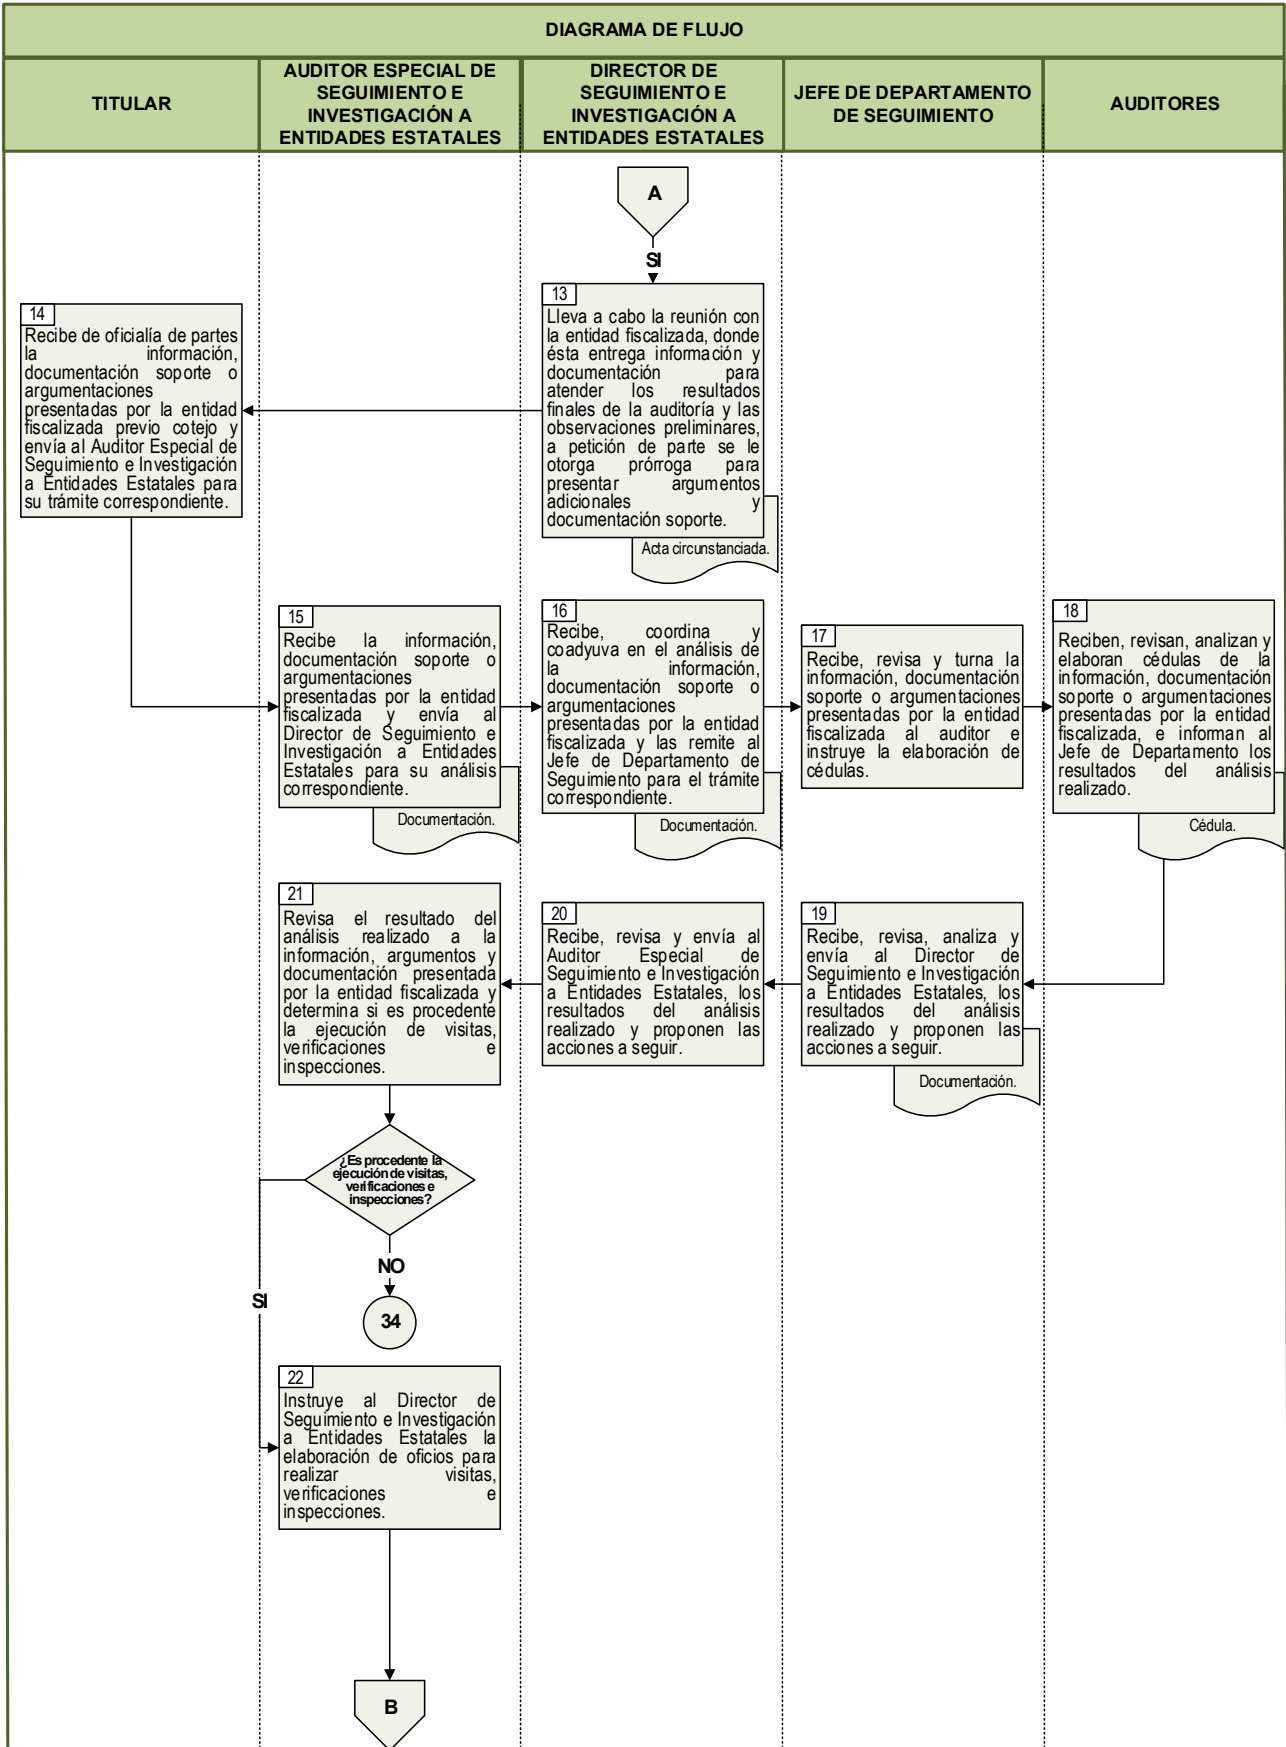 DIAGRAMA DE FLUJO
TITULAR
AUDITOR ESPECIAL DE
SEGUIMIENTO E
INVESTIGACIÓN A
ENTIDADES ESTATALES
DIRECTOR DE
SEGUIMIENTO E
INVESTIGACIÓN A
ENTIDADES ESTATALES
JEFE DE DEPARTAMENTO
DE SEGUIMIENTO
AUDITORES
A
SI
13
Lleva a cabo la reunión con
la entidad fiscalizada, donde
ésta entrega información y
documentación para
atender los resultados
finales de la auditoría y las
observaciones preliminares,
a petición de parte se le
otorga prórroga para
presentar argumentos
adicionales y
documentación soporte.
Acta circunstanciada.
14
Recibe de oficialía de partes
la información,
documentación soporte o
argumentaciones
presentadas por la entidad
fiscalizada previo cotejo y
envía al Auditor Especial de
Seguimiento e Investigación
a Entidades Estatales para
su trámite correspondiente.
15
Recibe la información,
documentación soporte o
argumentaciones
presentadas por la entidad
fiscalizada y envía al
Director de Seguimiento e
Investigación a Entidades
Estatales para su análisis
correspondiente.
Documentación.
16
Recibe, coordina y
coadyuva en el análisis de
la información,
documentación soporte o
argumentaciones
presentadas por la entidad
fiscalizada y las remite al
Jefe de Departamento de
Seguimiento para el trámite
correspondiente.
Documentación.
17
Recibe, revisa y turna la
información, documentación
soporte o argumentaciones
presentadas por la entidad
fiscalizada al auditor e
instruye la elaboración de
cédulas.
18
Reciben, revisan, analizan y
elaboran cédulas de la
información, documentación
soporte o argumentaciones
presentadas por la entidad
fiscalizada, e informan al
Jefe de Departamento los
resultados del análisis
realizado.
Cédula.
21
Revisa el resultado del
análisis realizado a la
información, argumentos y
documentación presentada
por la entidad fiscalizada y
determina si es procedente
la ejecución de visitas,
verificaciones e
inspecciones.
20
Recibe, revisa y envía al
Auditor Especial de
Seguimiento e Investigación
a Entidades Estatales, los
resultados del análisis
realizado y proponen las
acciones a seguir.
19
Recibe, revisa, analiza y
envía al Director de
Seguimiento e Investigación
a Entidades Estatales, los
resultados del análisis
realizado y proponen las
acciones a seguir.
Documentación.
¿Es procedente la
ejecución de visitas,
verificaciones e
inspecciones?
NO
SI
34
22
Instruye al Director de
Seguimiento e Investigación
a Entidades Estatales la
elaboración de oficios para
realizar visitas,
verificaciones e
inspecciones.
B